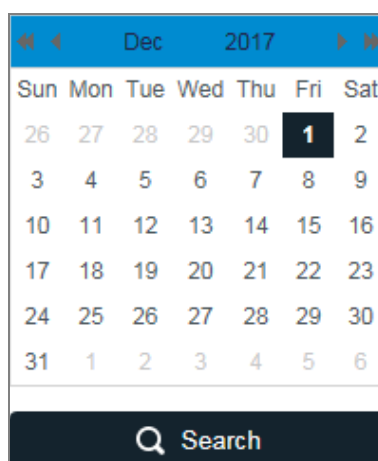 Dec 2017
Sun Mon Tue Wed Thu Fri Sat
26 27 28 29 30 1 2
3 4 5 6 7 8 9
10 11 12 13 14 15 16
17 18 19 20 21 22 23
24 25 26 27 28 29 30
31 1 2 3 4 5 6
Search